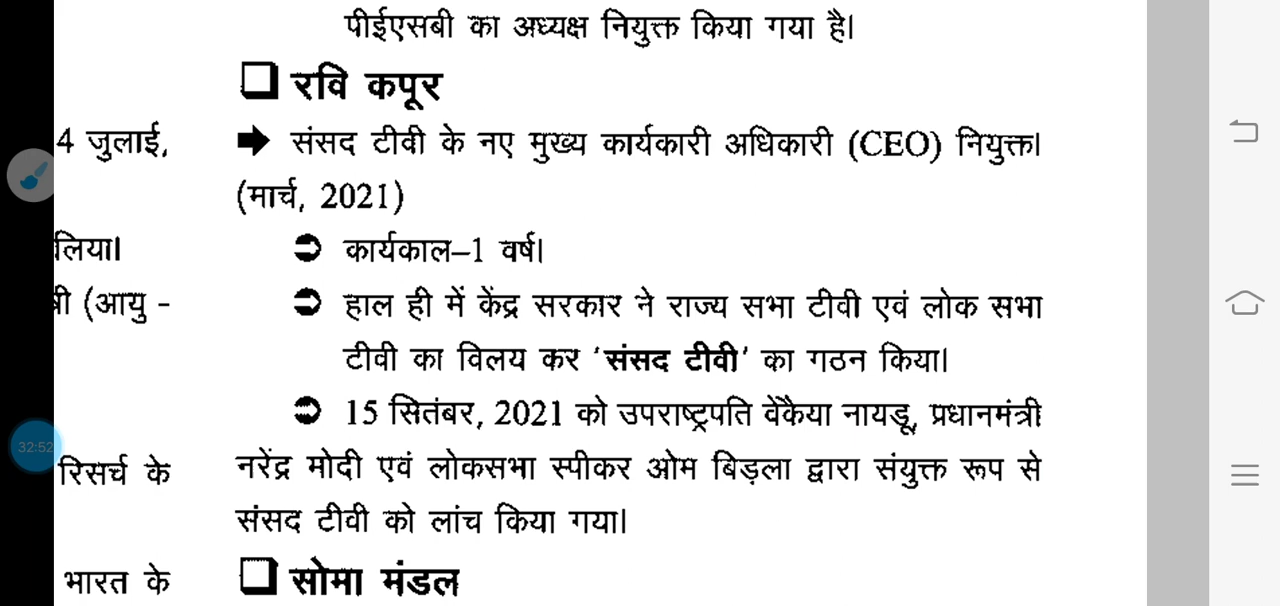 पीईएसबी का अध्यक्ष नियुक्त किया गया है।
❑ रवि कपूर
4 जुलाई,
➡ संसद टीवी के नए मुख्य कार्यकारी अधिकारी (CEO) नियुक्त।
(मार्च, 2021)
लिया।
➲ कार्यकाल–1 वर्ष।
(आयु -
➲ हाल ही में केंद्र सरकार ने राज्य सभा टीवी एवं लोक सभा
टीवी का विलय कर ‘संसद टीवी’ का गठन किया।
➲ 15 सितंबर, 2021 को उपराष्ट्रपति वेंकैया नायडू, प्रधानमंत्री
32:52
रिसर्च के
नरेंद्र मोदी एवं लोकसभा स्पीकर ओम बिड़ला द्वारा संयुक्त रूप से
संसद टीवी को लांच किया गया।
भारत के
❑ सोमा मंडल